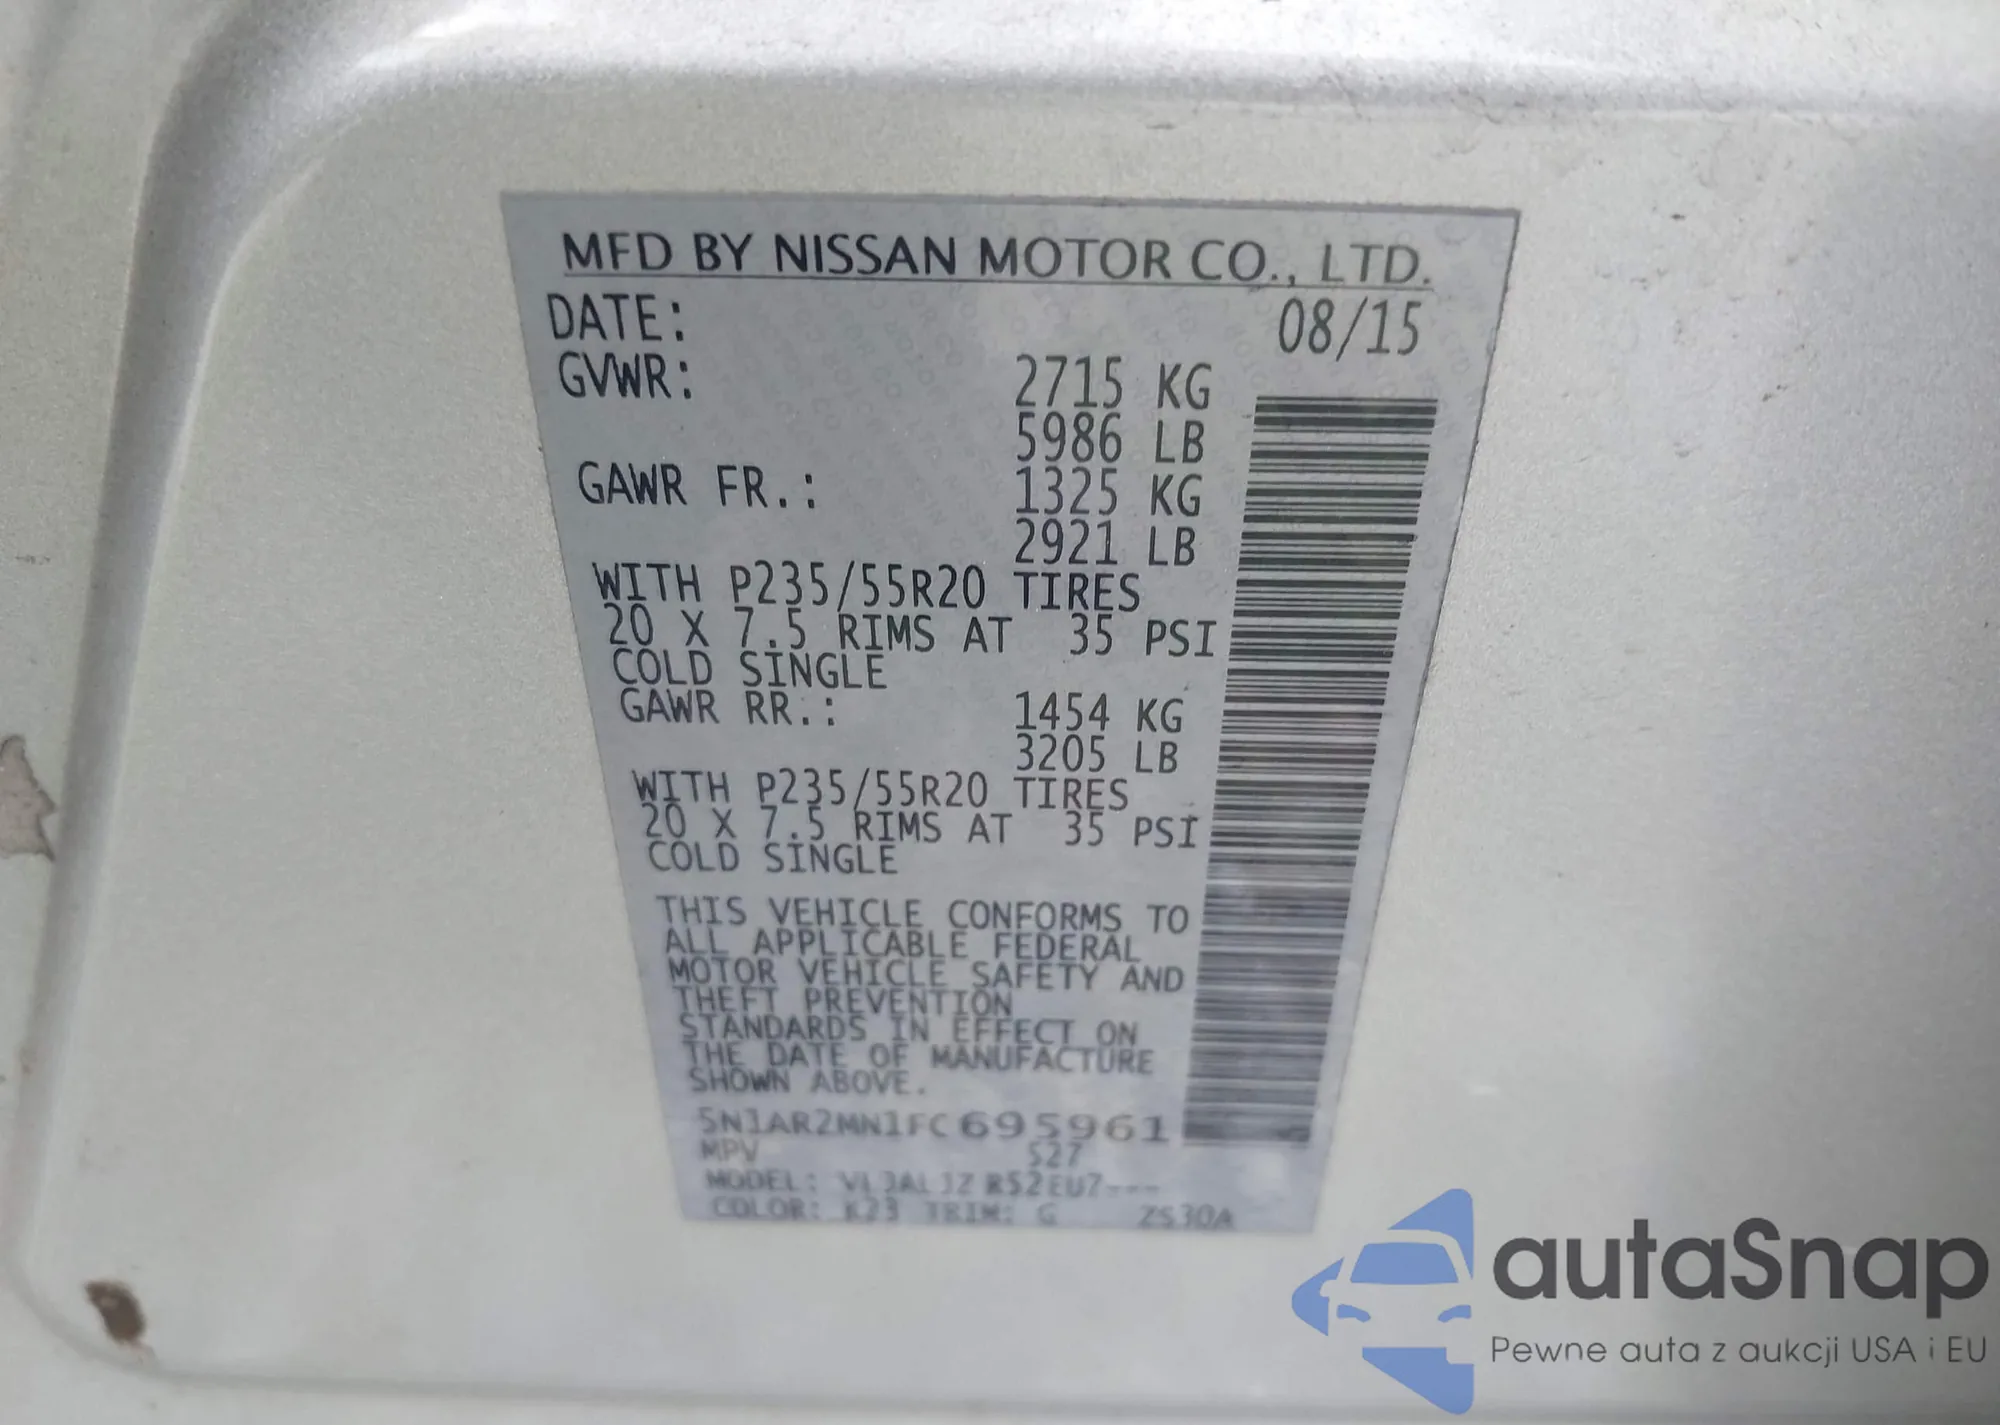 MFD BY NISSAN MOTOR CO., LTD.
DATE: 08/15
GVWR: 2715 KG
5986 LB
GAWR FR.: 1325 KG
2921 LB
WITH P235/55R20 TIRES
20 X 7.5 RIMS AT 35 PSI
COLD SINGLE
GAWR RR.: 1454 KG
3205 LB
WITH P235/55R20 TIRES
20 X 7.5 RIMS AT 35 PSI
COLD SINGLE
THIS VEHICLE CONFORMS TO
ALL APPLICABLE FEDERAL
MOTOR VEHICLE SAFETY AND
THEFT PREVENTION
STANDARDS IN EFFECT ON
THE DATE OF MANUFACTURE
SHOWN ABOVE.
5N1AR2MN1FC695961
MPV 527
MODEL:
COLOR: K23 TRIM: G
autaSnap
Pewne auta z aukcji USA i EU